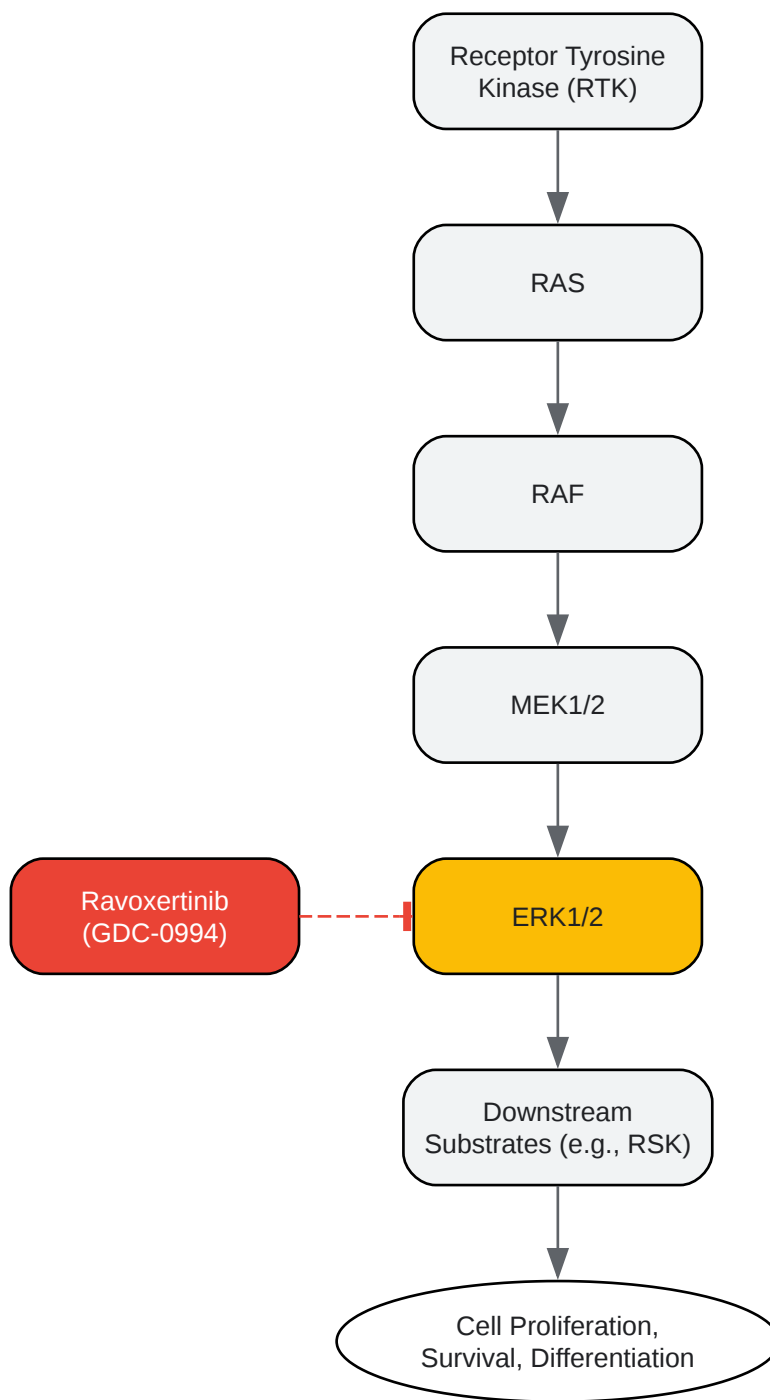 Receptor Tyrosine
Kinase (RTK)
RAS
RAF
MEK1/2
Ravoxertinib
(GDC-0994)
ERK1/2
Downstream
Substrates (e.g., RSK)
Cell Proliferation,
Survival, Differentiation